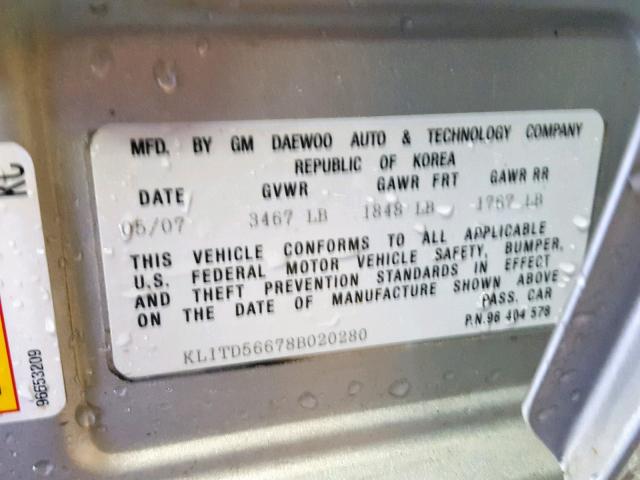 MFD. BY GM DAEWOO AUTO & TECHNOLOGY COMPANY
REPUBLIC OF KOREA
DATE GVWR GAWR FRT GAWR RR
05/07 3467 LB 1848 LB 1767 LB
THIS VEHICLE CONFORMS TO ALL APPLICABLE
U.S. FEDERAL MOTOR VEHICLE SAFETY, BUMPER,
AND THEFT PREVENTION STANDARDS IN EFFECT
ON THE DATE OF MANUFACTURE SHOWN ABOVE
PASS. CAR
P.N.96 404 578
KL1TD56678B020280
96653209